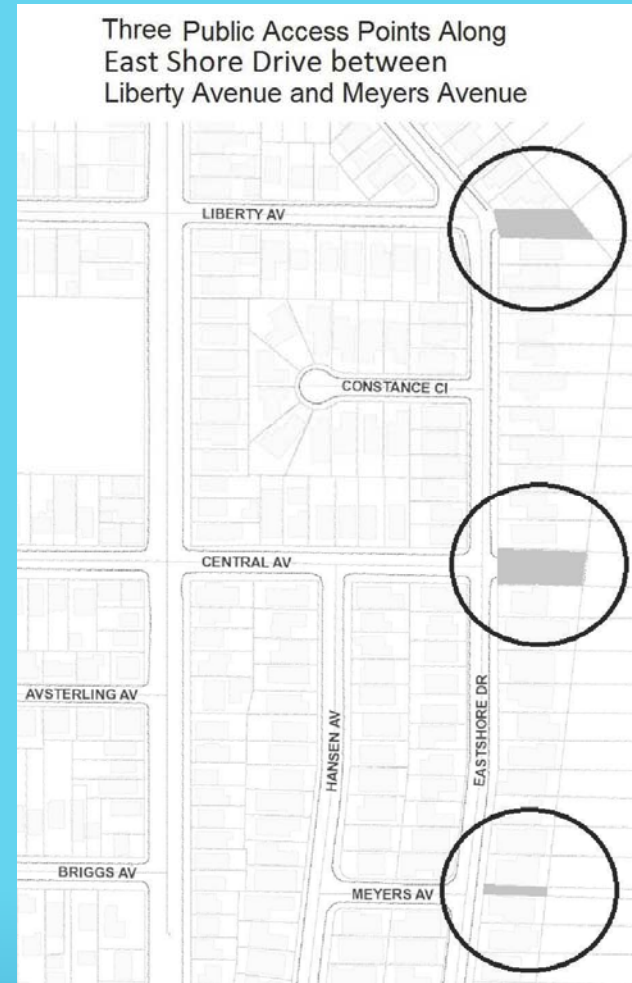 Three Public Access Points Along
East Shore Drive between
Liberty Avenue and Meyers Avenue
LIBERTY AV
CONSTANCE CI
CENTRAL AV
AVSTERLING AV
HANSEN AV
EASTSHORE DR
BRIGGS AV
MEYERS AV